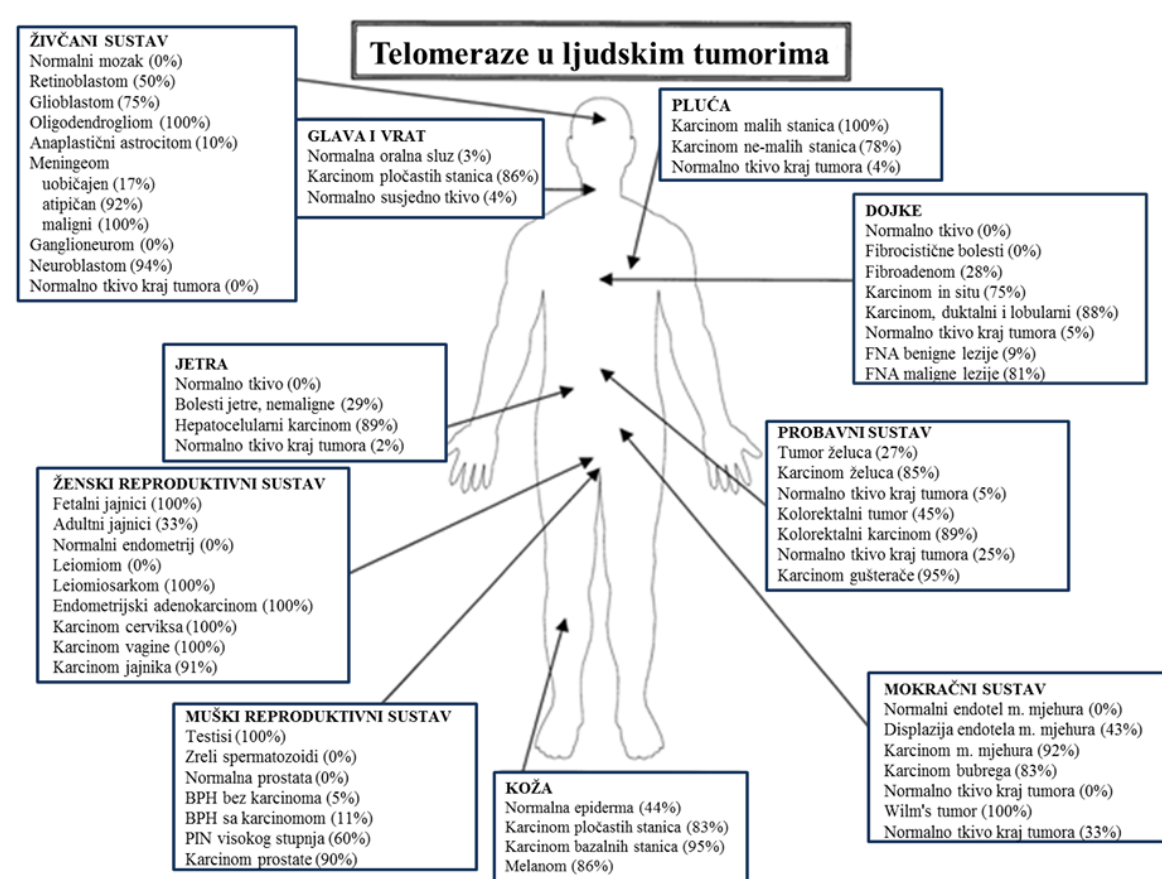 Telomeraze u ljudskim tumorima
ŽIVČANI SUSTAV
Normalni mozak (0%)
Retinoblastom (50%)
Glioblastom (75%)
Oligodendrogliom (100%)
Anaplastični astrocitom (10%)
Meningeom
uobičajen (17%)
atipičan (92%)
maligni (100%)
Ganglioneurom (0%)
Neuroblastom (94%)
Normalno tkivo kraj tumora (0%)
GLAVA I VRAT
Normalna oralna sluz (3%)
Karcinom pločastih stanica (86%)
Normalno susjedno tkivo (4%)
PLUĆA
Karcinom malih stanica (100%)
Karcinom ne-malih stanica (78%)
Normalno tkivo kraj tumora (4%)
DOJKE
Normalno tkivo (0%)
Fibrocistične bolesti (0%)
Fibroadenom (28%)
Karcinom in situ (75%)
Karcinom, duktalni i lobularni (88%)
Normalno tkivo kraj tumora (5%)
FNA benigne lezije (9%)
FNA maligne lezije (81%)
JETRA
Normalno tkivo (0%)
Bolesti jetre, nemaligne (29%)
Hepatocelularni karcinom (89%)
Normalno tkivo kraj tumora (2%)
PROBAVNI SUSTAV
Tumor želuca (27%)
Karcinom želuca (85%)
Normalno tkivo kraj tumora (5%)
Kolorektalni tumor (45%)
Kolorektalni karcinom (89%)
Normalno tkivo kraj tumora (25%)
Karcinom gušterače (95%)
ŽENSKI REPRODUKTIVNI SUSTAV
Fetalni jajnici (100%)
Adultni jajnici (33%)
Normalni endometrij (0%)
Leiomiom (0%)
Leiomiosarkom (100%)
Endometrijski adenokarcinom (100%)
Karcinom cerviksa (100%)
Karcinom vagine (100%)
Karcinom jajnika (91%)
MUŠKI REPRODUKTIVNI SUSTAV
Testisi (100%)
Zreli spermatozoidi (0%)
Normalna prostata (0%)
BPH bez karcinoma (5%)
BPH sa karcinomom (11%)
PIN visokog stupnja (60%)
Karcinom prostate (90%)
KOŽA
Normalna epiderma (44%)
Karcinom pločastih stanica (83%)
Karcinom bazalnih stanica (95%)
Melanom (86%)
MOKRAČNI SUSTAV
Normalni endotel m. mjehura (0%)
Displazija endotela m. mjehura (43%)
Karcinom m. mjehura (92%)
Karcinom bubrega (83%)
Normalno tkivo kraj tumora (0%)
Wilm's tumor (100%)
Normalno tkivo kraj tumora (33%)